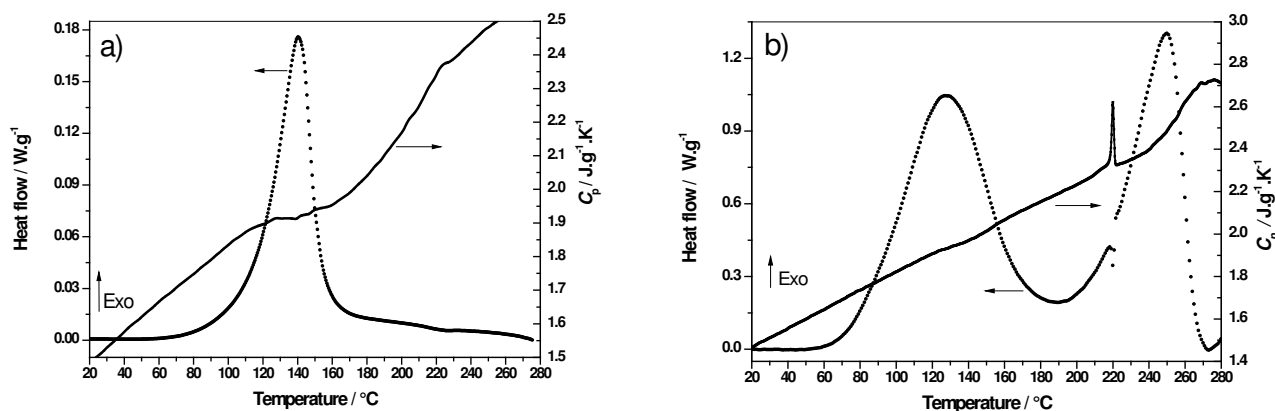 a)
Heat flow / W.g⁻¹
0.18
0.15
0.12
0.09
0.06
0.03
0.00
Exo
2.5
2.4
2.3
2.2
2.1
2.0
1.9
1.8
1.7
1.6
1.5
Cp / J.g⁻¹.K⁻¹
20 40 60 80 100 120 140 160 180 200 220 240 260 280
Temperature / °C
b)
Heat flow / W.g⁻¹
1.2
0.9
0.6
0.3
0.0
Exo
3.0
2.8
2.6
2.4
2.2
2.0
1.8
1.6
1.4
Cp / J.g⁻¹.K⁻¹
20 40 60 80 100 120 140 160 180 200 220 240 260 280
Temperature / °C